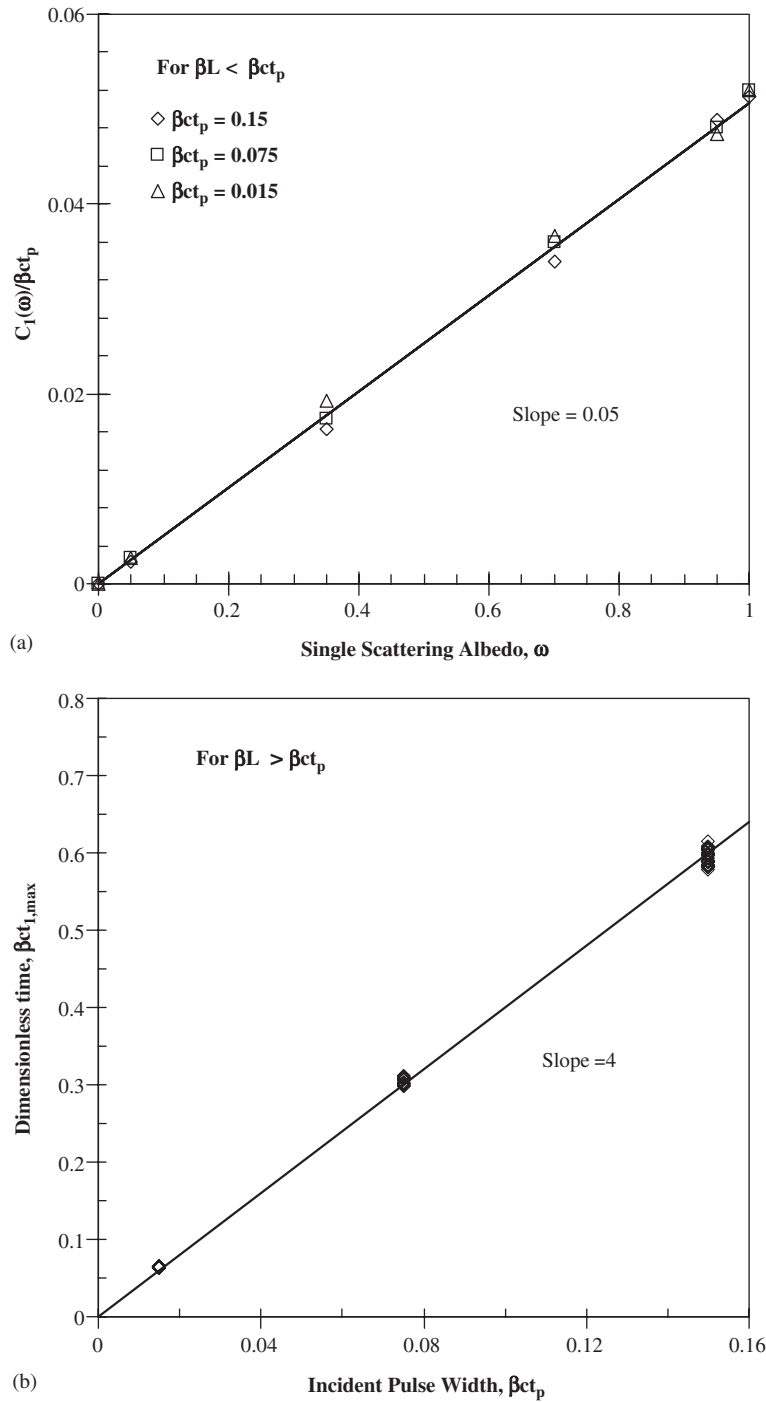 0.06
For βL < βct_p
βct_p = 0.15
βct_p = 0.075
βct_p = 0.015
0.04
C_1(ω)/βct_p
0.02
Slope = 0.05
0
0 0.2 0.4 0.6 0.8 1
(a)
Single Scattering Albedo, ω
0.8
For βL > βct_p
0.7
0.6
0.5
Dimensionless time, βct_1,max
0.4
Slope =4
0.3
0.2
0.1
0
0 0.04 0.08 0.12 0.16
(b)
Incident Pulse Width, βct_p